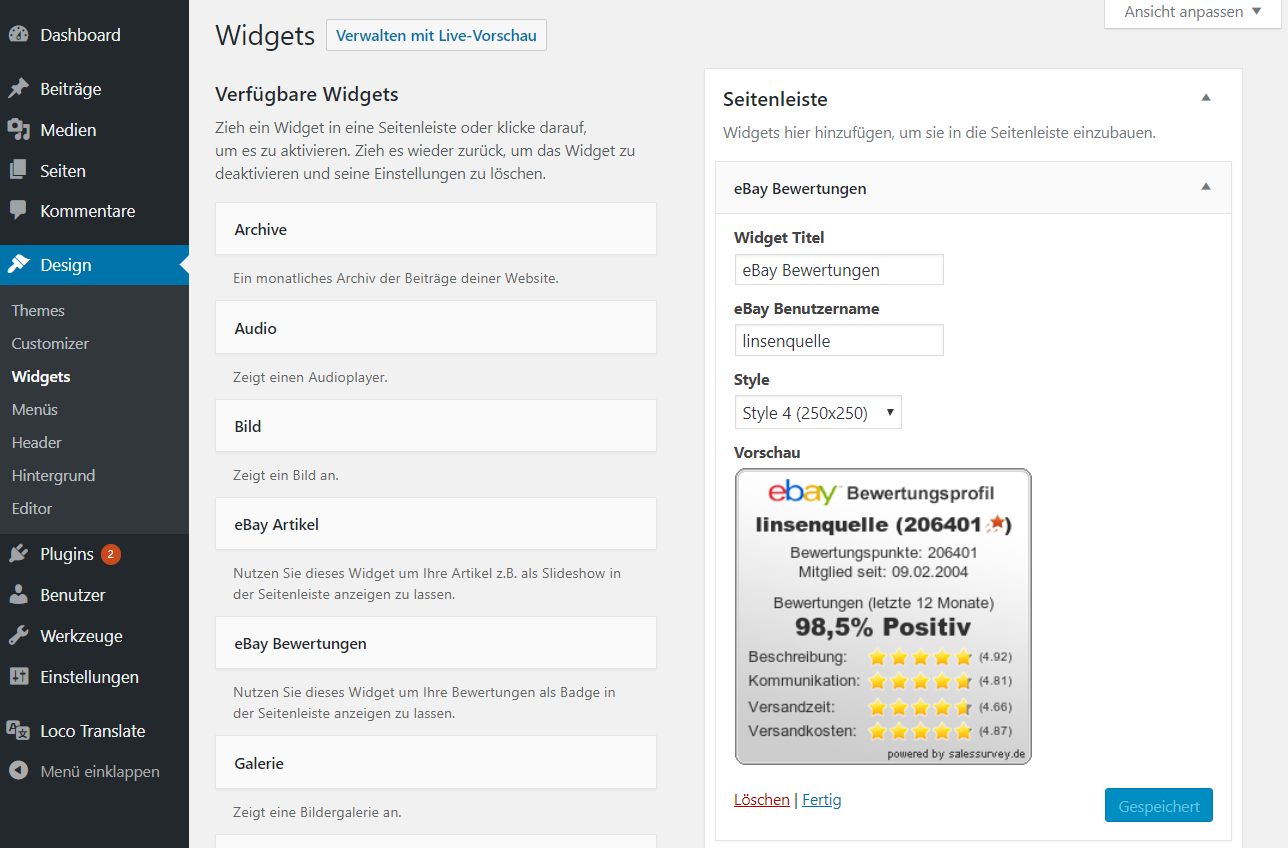 Dashboard
Beiträge
Medien
Seiten
Kommentare
Design
Themes
Customizer
Widgets
Menüs
Header
Hintergrund
Editor
Plugins 2
Benutzer
Werkzeuge
Einstellungen
Loco Translate
Menü einklappen
Ansicht anpassen
Widgets Verwalten mit Live-Vorschau
Verfügbare Widgets
Zieh ein Widget in eine Seitenleiste oder klicke darauf,
um es zu aktivieren. Zieh es wieder zurück, um das Widget zu
deaktivieren und seine Einstellungen zu löschen.
Archive
Ein monatliches Archiv der Beiträge deiner Website.
Audio
Zeigt einen Audioplayer.
Bild
Zeigt ein Bild an.
eBay Artikel
Nutzen Sie dieses Widget um Ihre Artikel z.B. als Slideshow in
der Seitenleiste anzeigen zu lassen.
eBay Bewertungen
Nutzen Sie dieses Widget um Ihre Bewertungen als Badge in
der Seitenleiste anzeigen zu lassen.
Galerie
Zeigt eine Bildergalerie an.
Seitenleiste
Widgets hier hinzufügen, um sie in die Seitenleiste einzubauen.
eBay Bewertungen
Widget Titel
eBay Bewertungen
eBay Benutzername
linsenquelle
Style
Style 4 (250x250)
Vorschau
ebay Bewertungsprofil
linsenquelle (206401)
Bewertungspunkte: 206401
Mitglied seit: 09.02.2004
Bewertungen (letzte 12 Monate)
98,5% Positiv
Beschreibung: (4.92)
Kommunikation: (4.81)
Versandzeit: (4.66)
Versandkosten: (4.87)
powered by salessurvey.de
Löschen | Fertig
Gespeichert